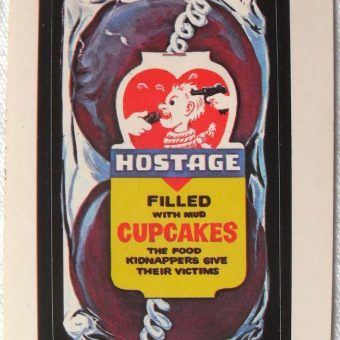 HOSTAGE
FILLED
WITH MUD
CUPCAKES
THE FOOD
KIDNAPPERS GIVE
THEIR VICTIMS